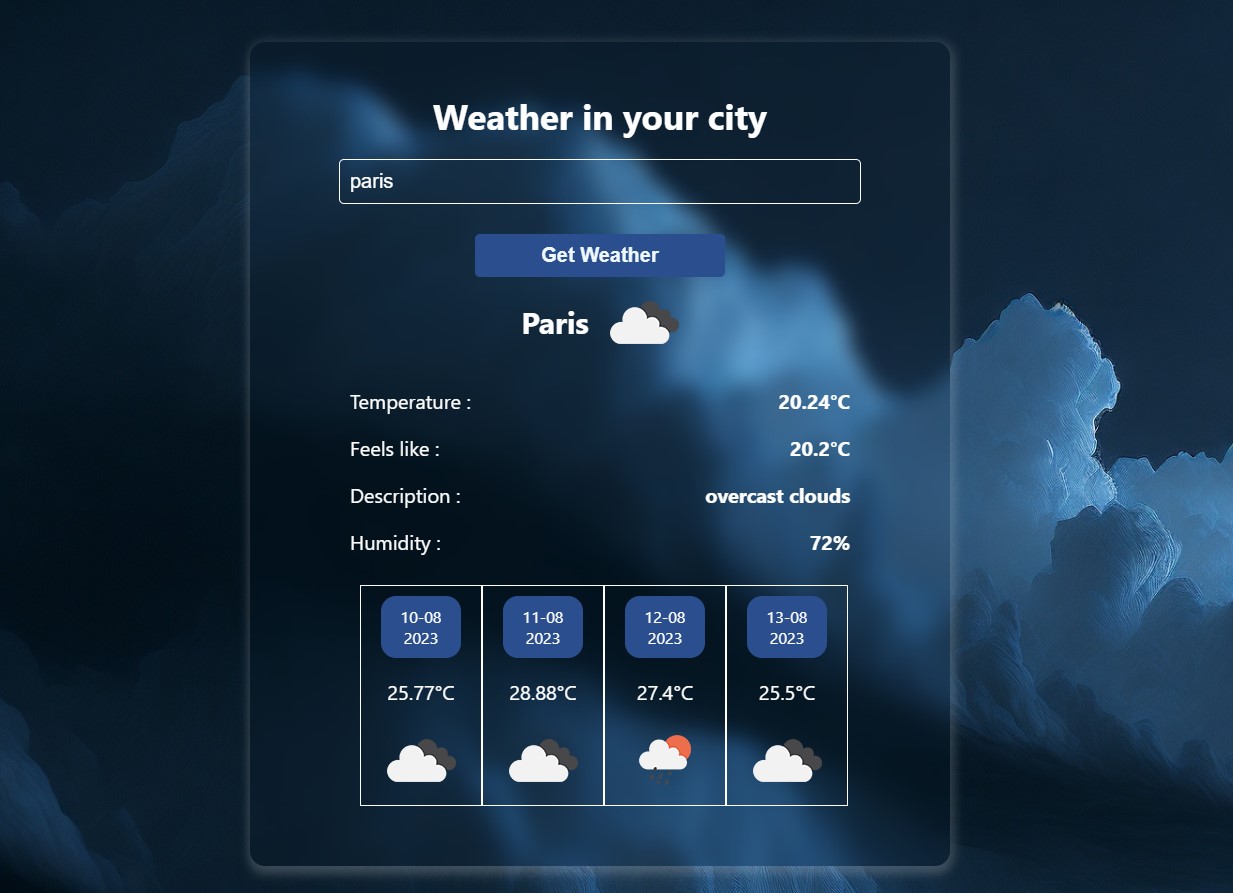 Weather in your city
paris
Get Weather
Paris
Temperature : 20.24°C
Feels like : 20.2°C
Description : overcast clouds
Humidity : 72%
10-08 11-08 12-08 13-08
2023 2023 2023 2023
25.77°C 28.88°C 27.4°C 25.5°C